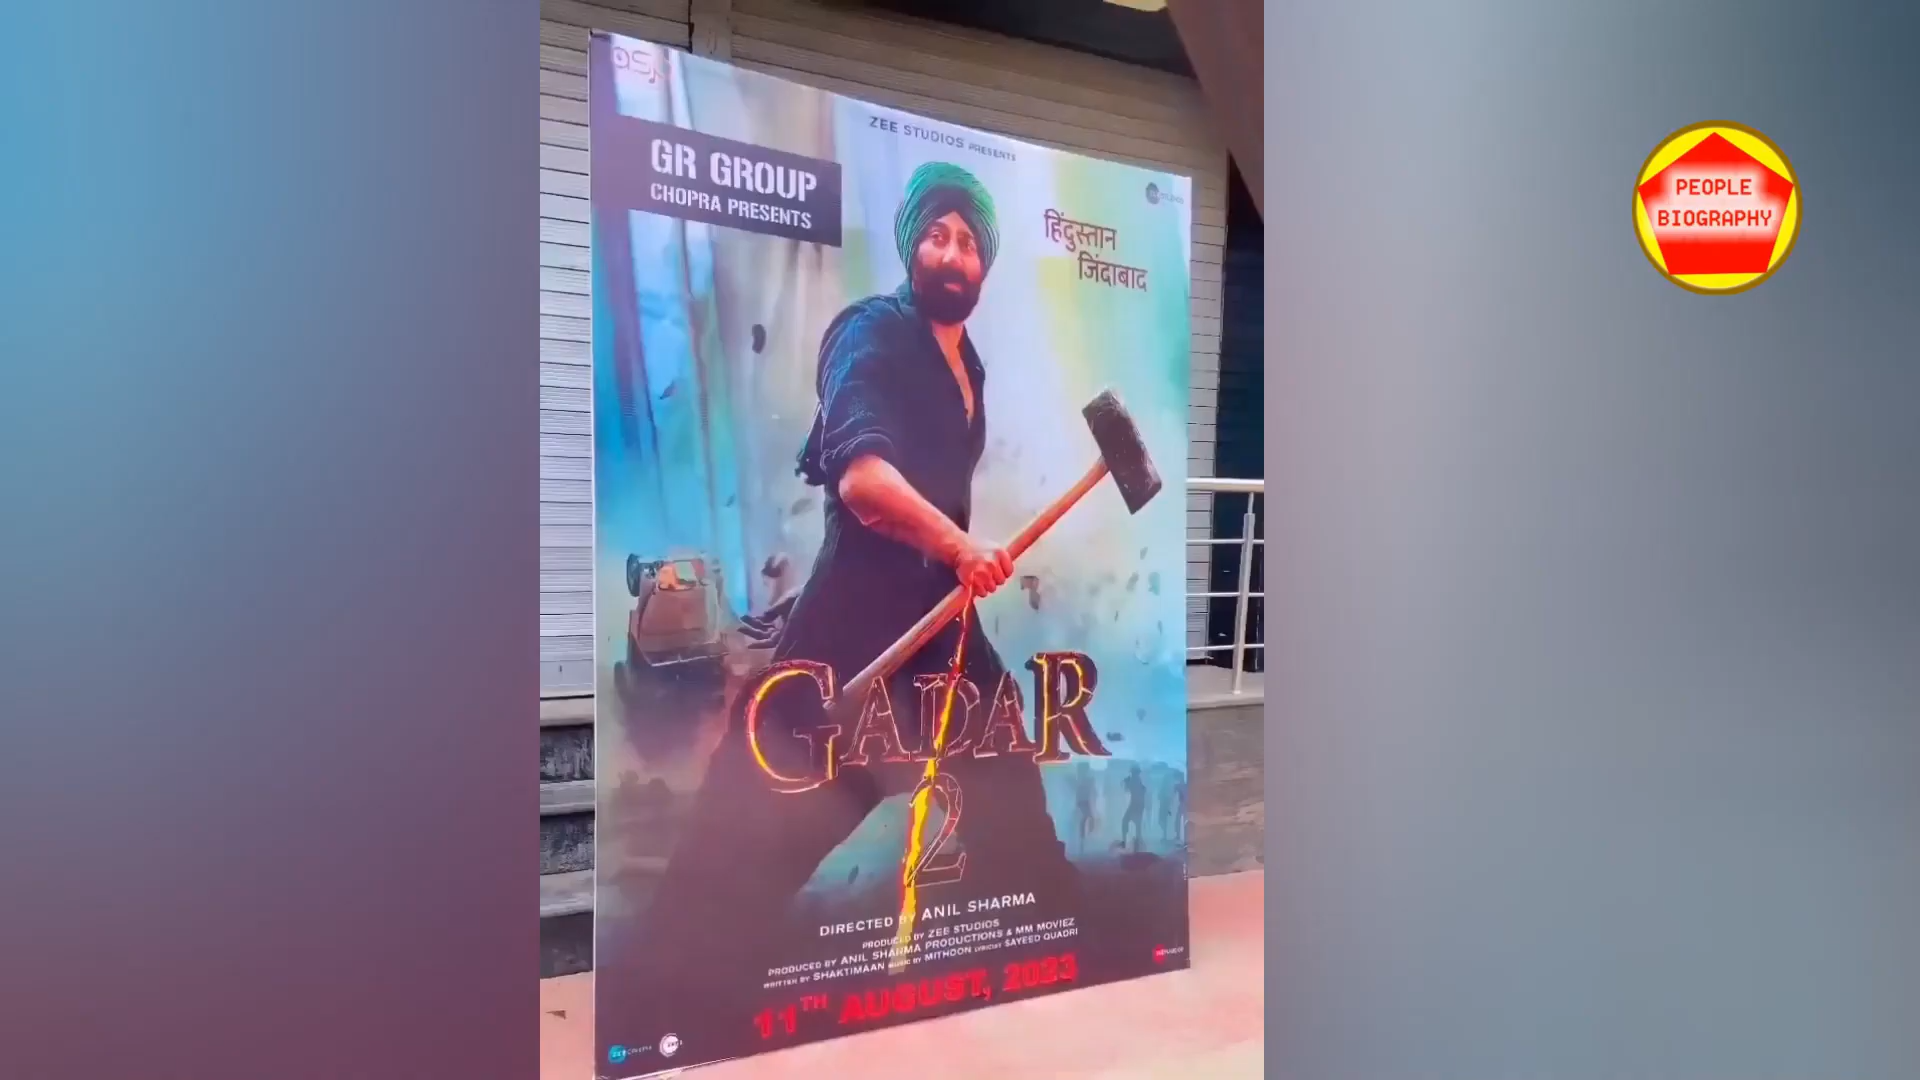 GR GROUP
CHOPRA PRESENTS
ZEE STUDIOS PRESENTS
हिंदुस्तान
जिंदाबाद
PEOPLE
BIOGRAPHY
GADAR
2
DIRECTED BY ANIL SHARMA
PRODUCED BY ZEE STUDIOS
PRODUCED BY ANIL SHARMA PRODUCTIONS & MM MOVIEZ
WRITTEN BY SHAKTIMAAN MUSIC BY MITHOON LYRICIST SAYEED QUADRI
11TH AUGUST, 2023